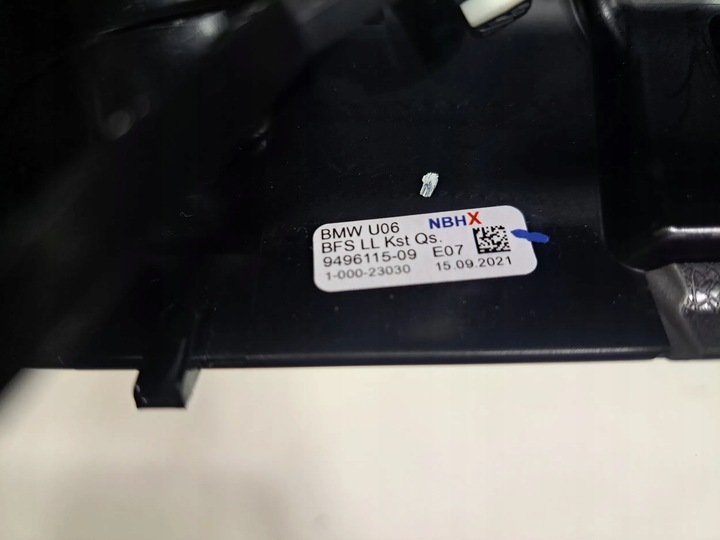 BMW U06 NBHX
BFS LL Kst Qs.
9496115-09 E07
1-000-23030 15.09.2021